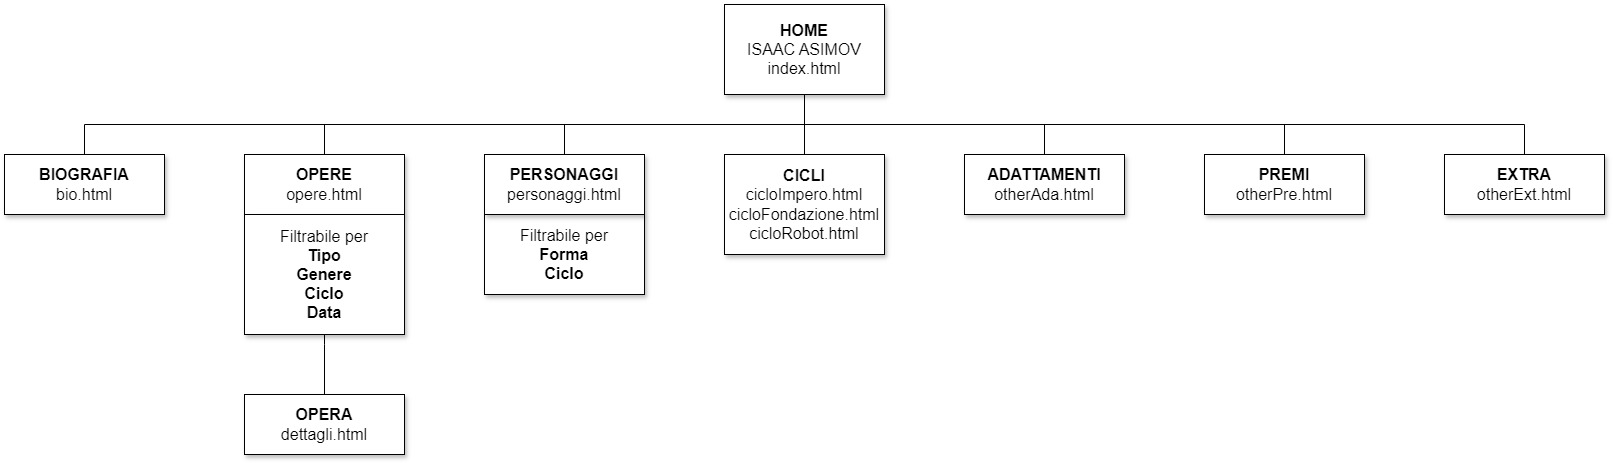 HOME
ISAAC ASIMOV
index.html
BIOGRAFIA
bio.html
OPERE
opere.html
Filtrabile per
Tipo
Genere
Ciclo
Data
OPERA
dettagli.html
PERSONAGGI
personaggi.html
Filtrabile per
Forma
Ciclo
CICLI
cicloImpero.html
cicloFondazione.html
cicloRobot.html
ADATTAMENTI
otherAda.html
PREMI
otherPre.html
EXTRA
otherExt.html